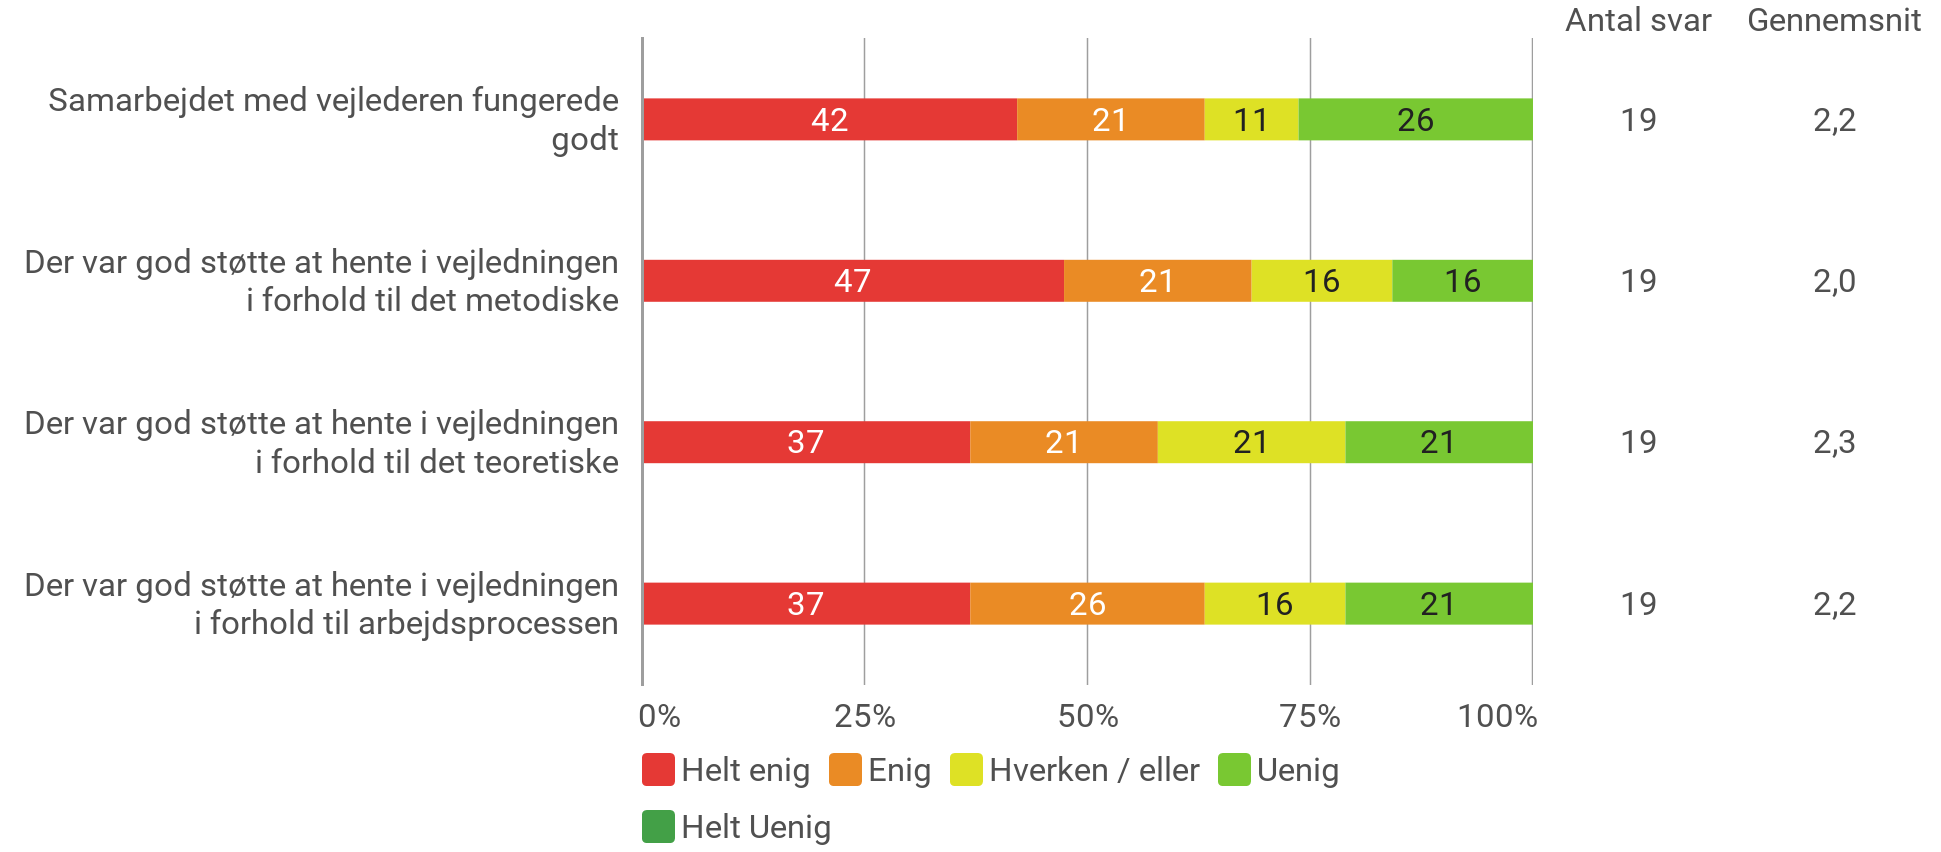 Antal svar Gennemsnit
Samarbejdet med vejlederen fungerede
godt
42 21 11 26 19 2,2
Der var god støtte at hente i vejledningen
i forhold til det metodiske
47 21 16 16 19 2,0
Der var god støtte at hente i vejledningen
i forhold til det teoretiske
37 21 21 21 19 2,3
Der var god støtte at hente i vejledningen
i forhold til arbejdsprocessen
37 26 16 21 19 2,2
0% 25% 50% 75% 100%
Helt enig Enig Hverken / eller Uenig
Helt Uenig